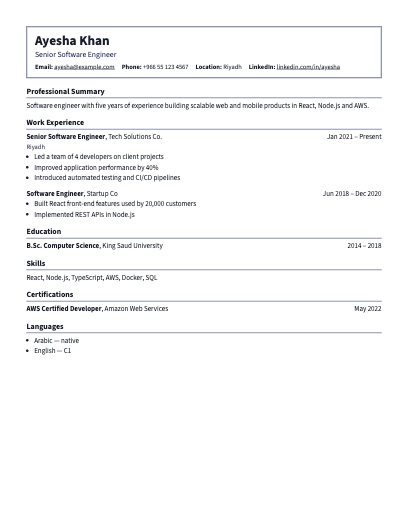 Ayesha Khan
Senior Software Engineer
Email: ayesha@example.com Phone: +966 55 123 4567 Location: Riyadh LinkedIn: linkedin.com/in/ayesha
Professional Summary
Software engineer with five years of experience building scalable web and mobile products in React, Node.js and AWS.
Work Experience
Senior Software Engineer, Tech Solutions Co. Jan 2021 – Present
Riyadh
• Led a team of 4 developers on client projects
• Improved application performance by 40%
• Introduced automated testing and CI/CD pipelines
Software Engineer, Startup Co Jun 2018 – Dec 2020
• Built React front-end features used by 20,000 customers
• Implemented REST APIs in Node.js
Education
B.Sc. Computer Science, King Saud University 2014 – 2018
Skills
React, Node.js, TypeScript, AWS, Docker, SQL
Certifications
AWS Certified Developer, Amazon Web Services May 2022
Languages
• Arabic — native
• English — C1